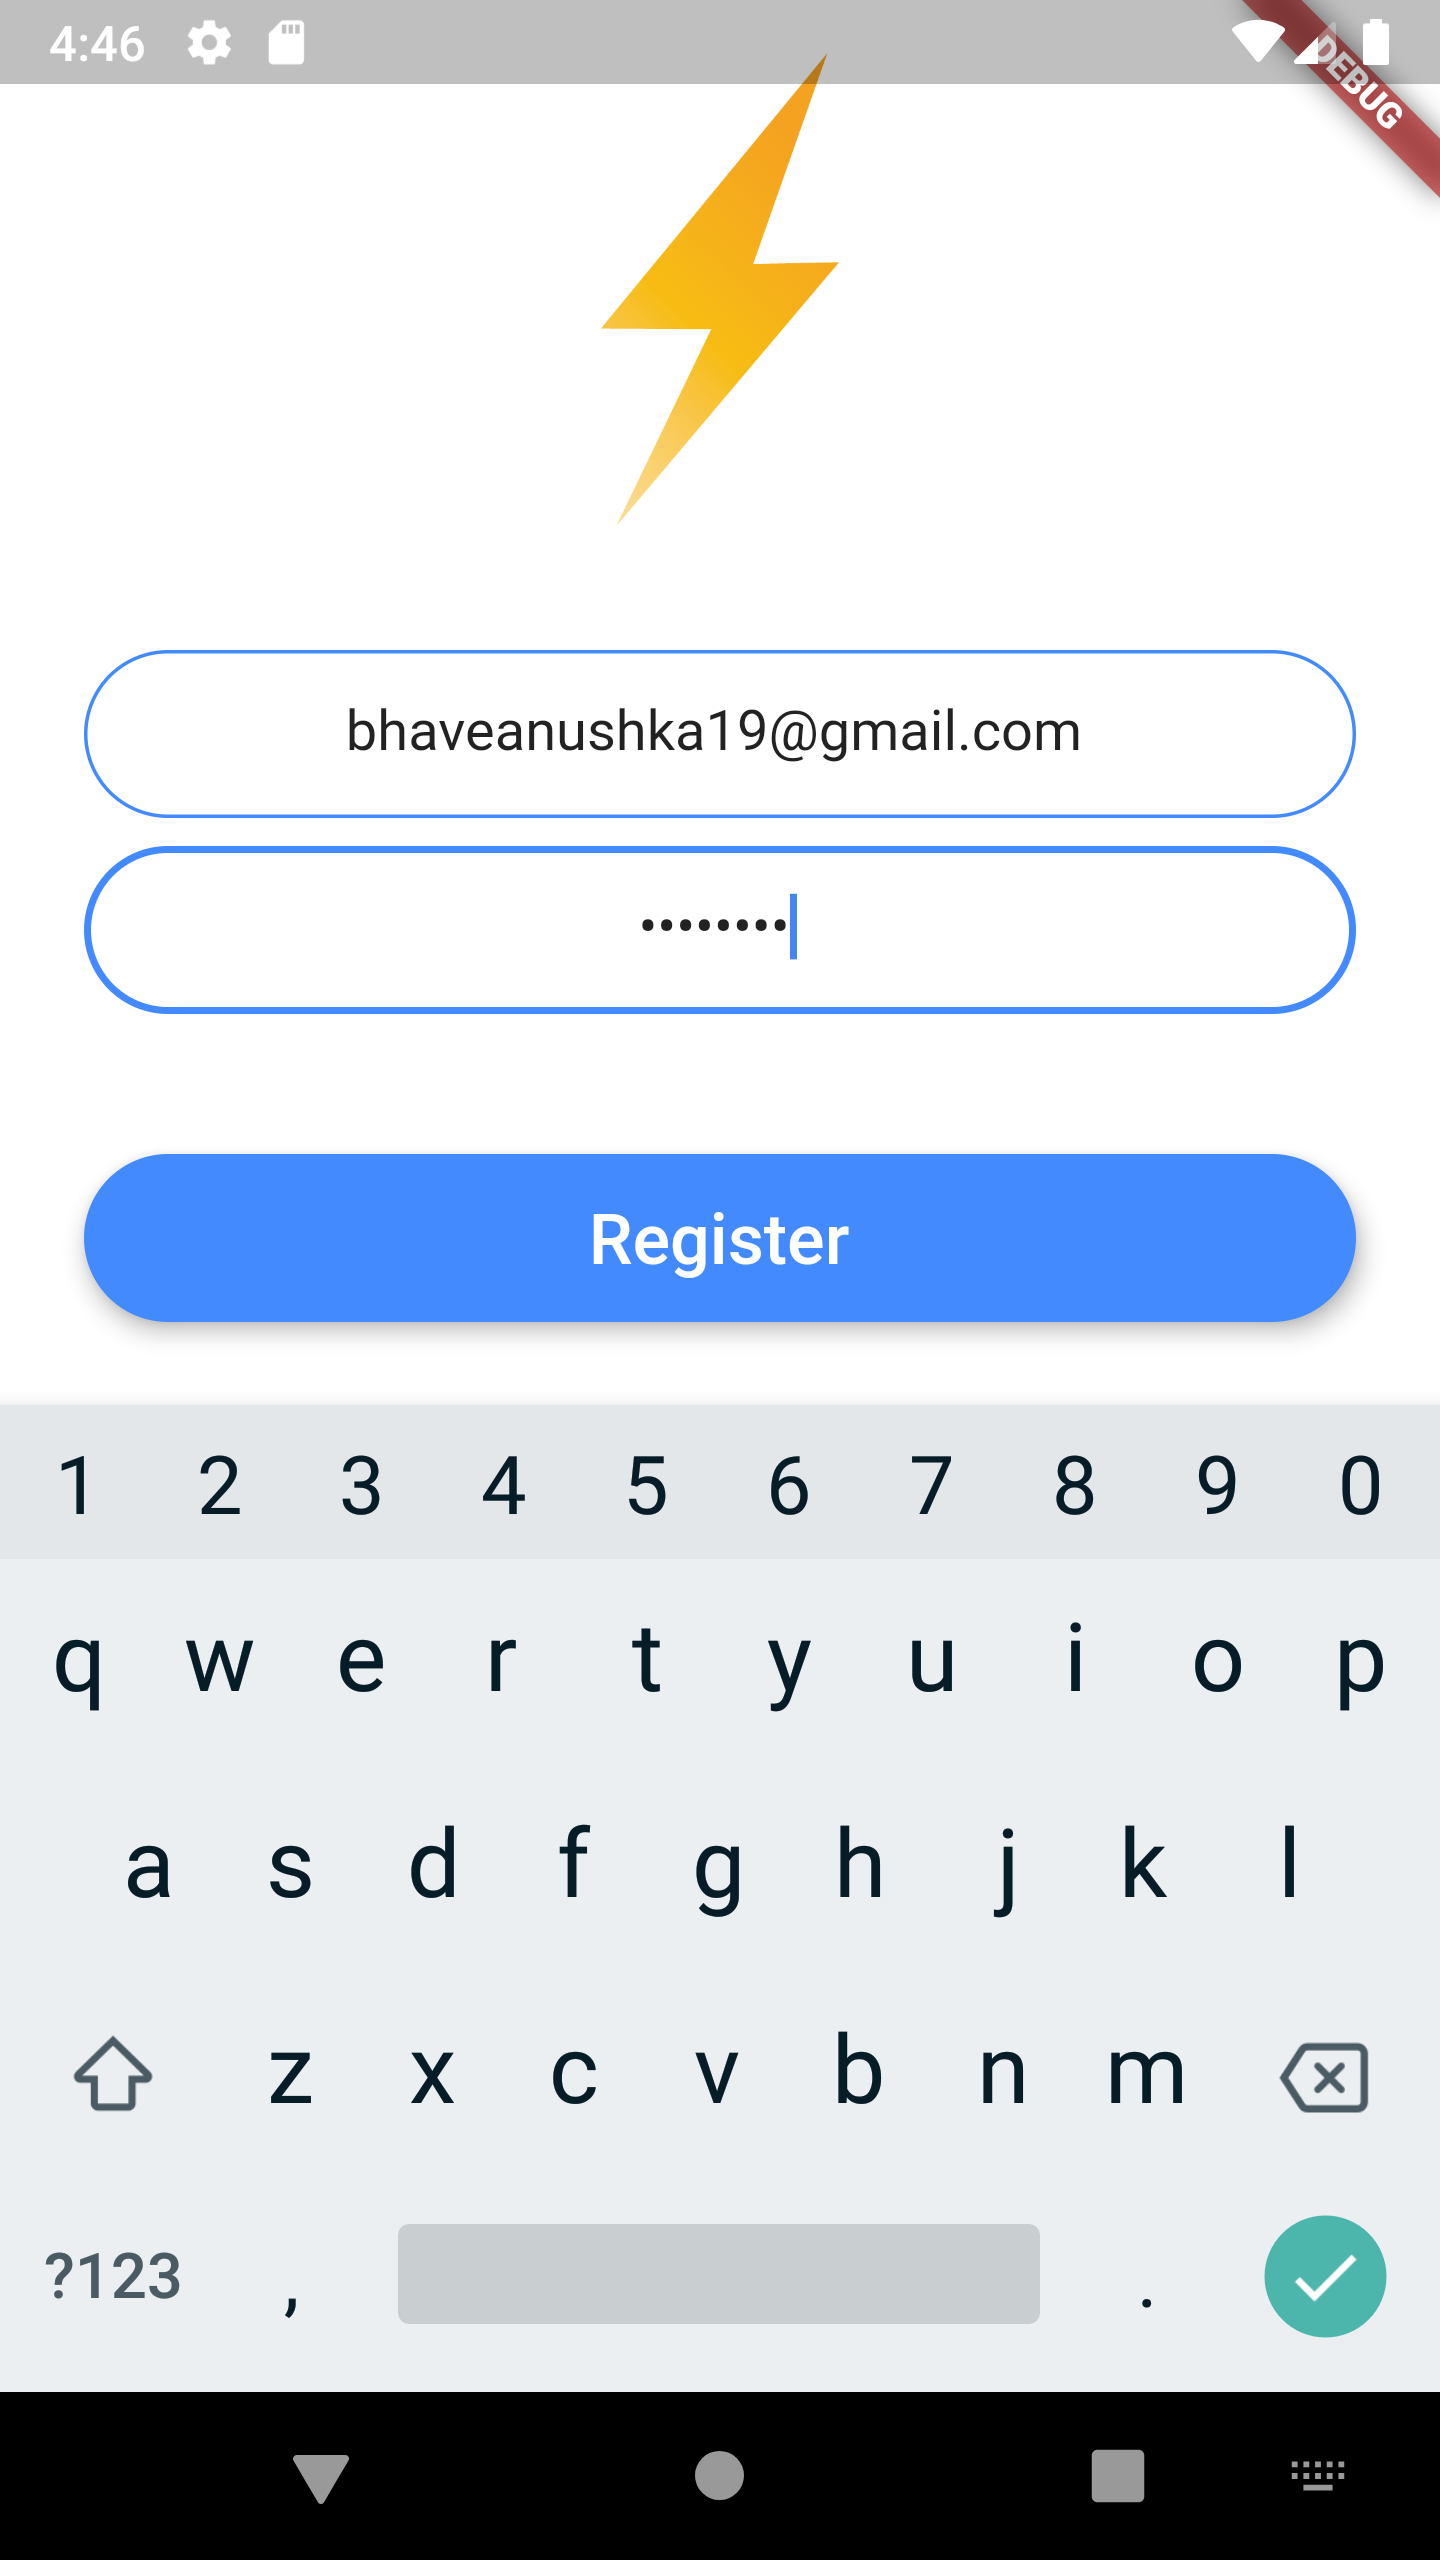 4:46
DEBUG
bhaveanushka19@gmail.com
••••••••
Register
1 2 3 4 5 6 7 8 9 0
q w e r t y u i o p
a s d f g h j k l
z x c v b n m
?123 , .